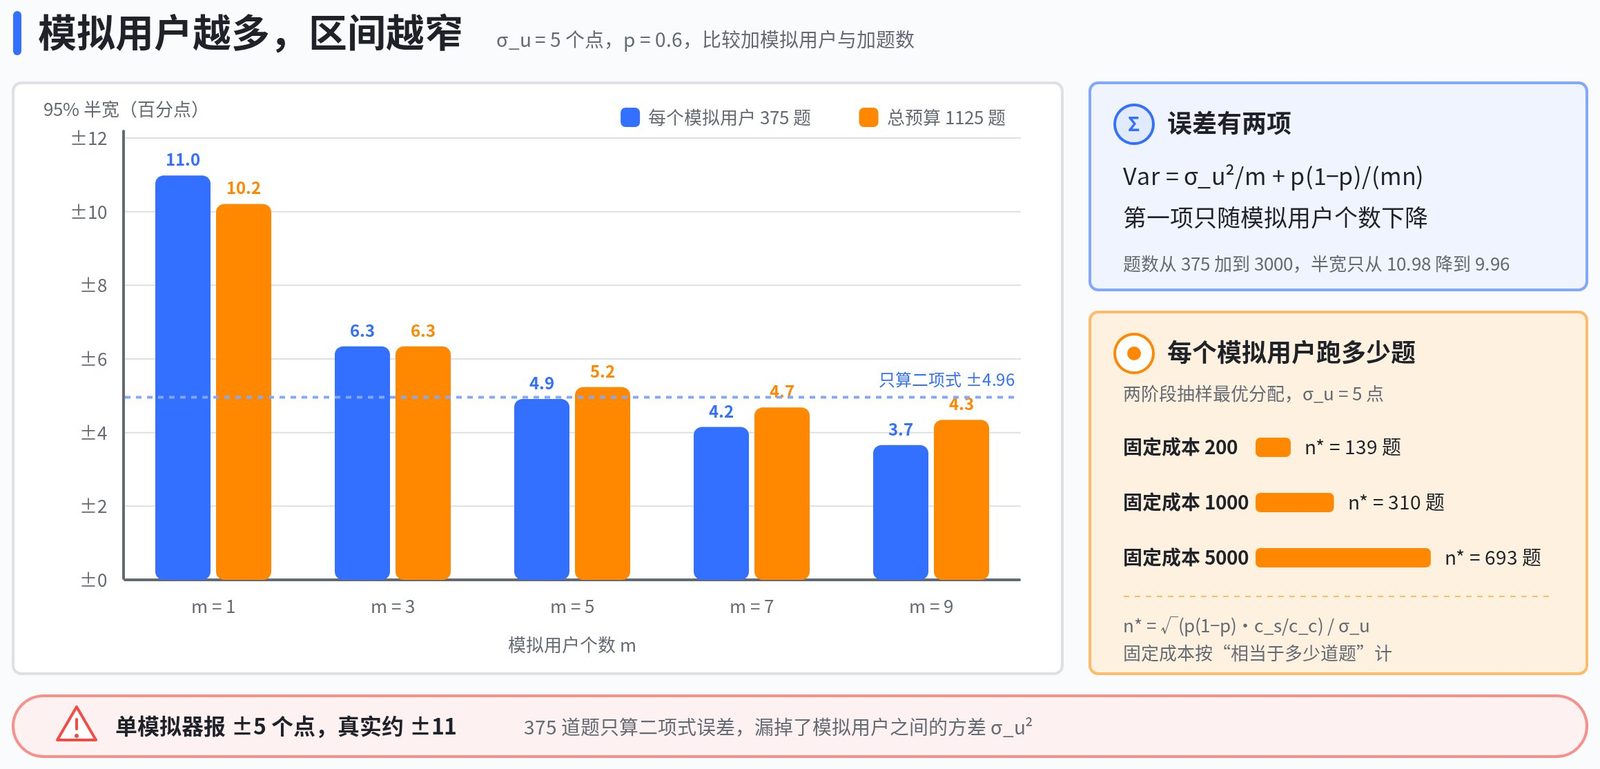 模拟用户越多，区间越窄
σ_u = 5 个点，p = 0.6，比较加模拟用户与加题数
95% 半宽（百分点）
每个模拟用户 375 题
总预算 1125 题
±12
±10
±8
±6
±4
±2
±0
11.0
10.2
6.3
6.3
4.9
5.2
4.2
4.7
3.7
4.3
只算二项式 ±4.96
m = 1
m = 3
m = 5
m = 7
m = 9
模拟用户个数 m
Σ
误差有两项
Var = σ_u²/m + p(1−p)/(mn)
第一项只随模拟用户个数下降
题数从 375 加到 3000，半宽只从 10.98 降到 9.96
每个模拟用户跑多少题
两阶段抽样最优分配，σ_u = 5 点
固定成本 200 n* = 139 题
固定成本 1000 n* = 310 题
固定成本 5000 n* = 693 题
n* = √(p(1−p)・c_s/c_c) / σ_u
固定成本按“相当于多少道题”计
单模拟器报 ±5 个点，真实约 ±11
375 道题只算二项式误差，漏掉了模拟用户之间的方差 σ_u²